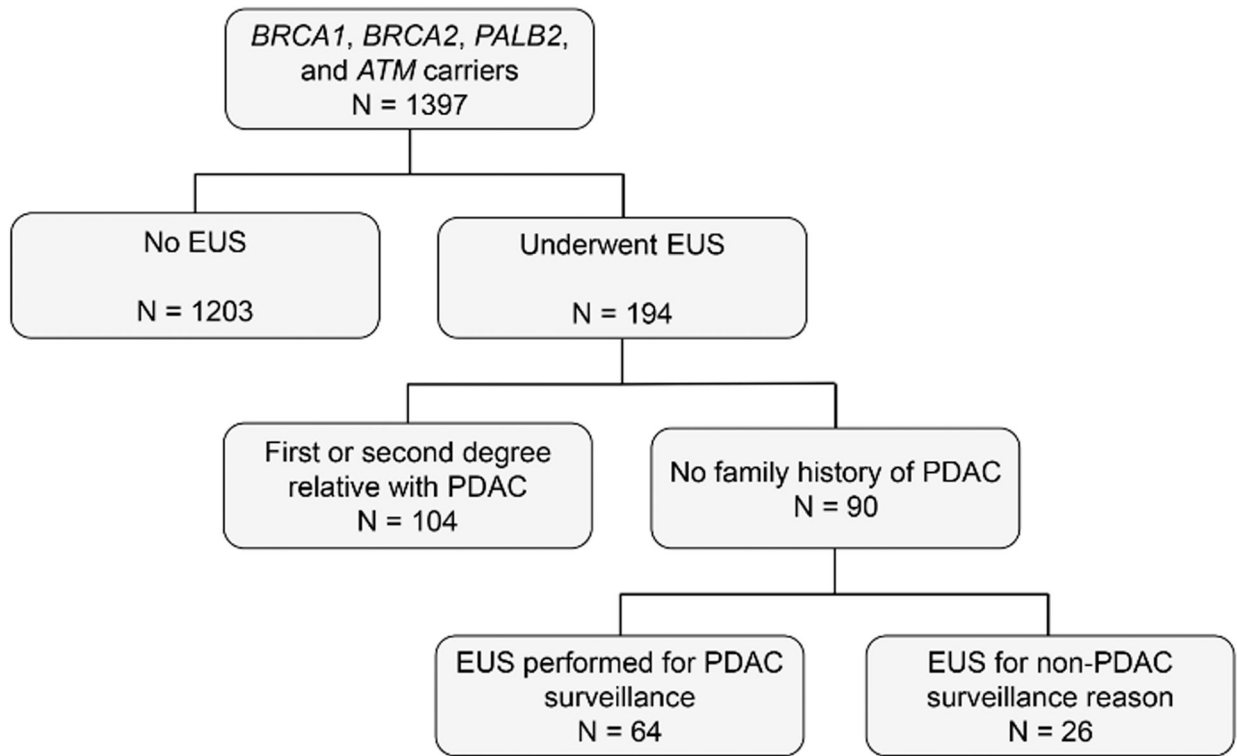 BRCA1, BRCA2, PALB2,
and ATM carriers
N = 1397
No EUS
N = 1203
Underwent EUS
N = 194
First or second degree
relative with PDAC
N = 104
No family history of PDAC
N = 90
EUS performed for PDAC
surveillance
N = 64
EUS for non-PDAC
surveillance reason
N = 26